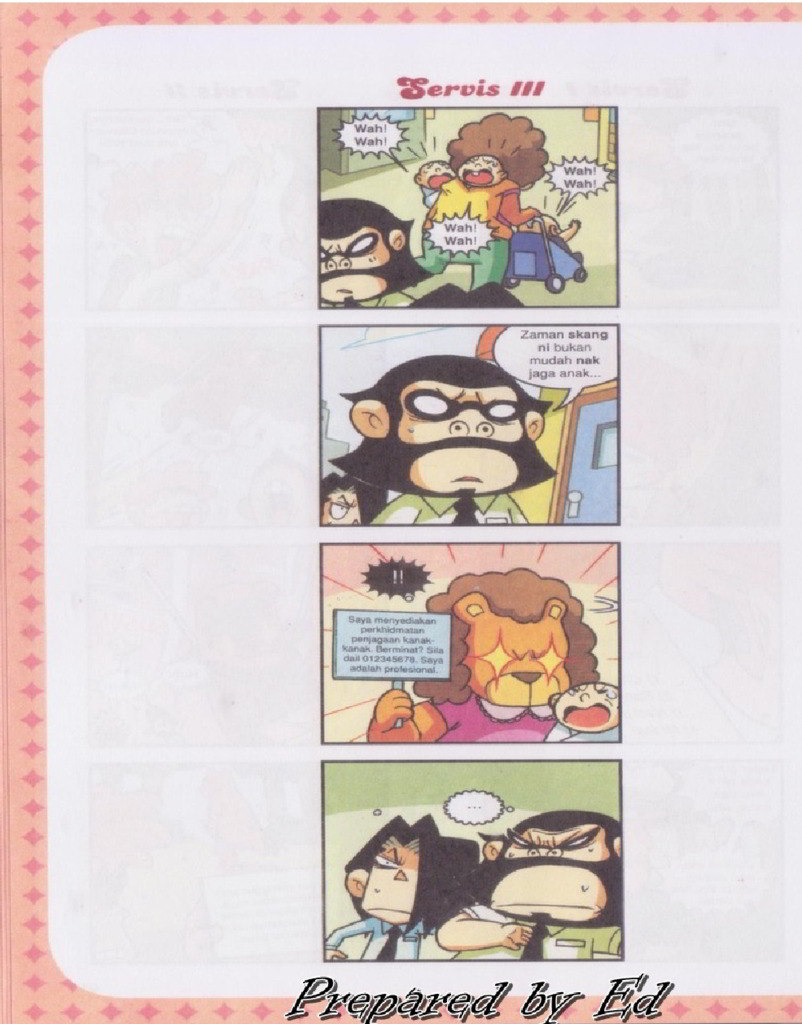 Servis III
Wah!
Wah!
Wah!
Wah!
Wah!
Wah!
Zaman skang
ni bukan
mudah nak
jaga anak...
!!
Saya menyediakan
perkhidmatan
penjagaan kanak-
kanak. Berminat? Sila
dail 012345678. Saya
adalah profesional.
...
Prepared by Ed